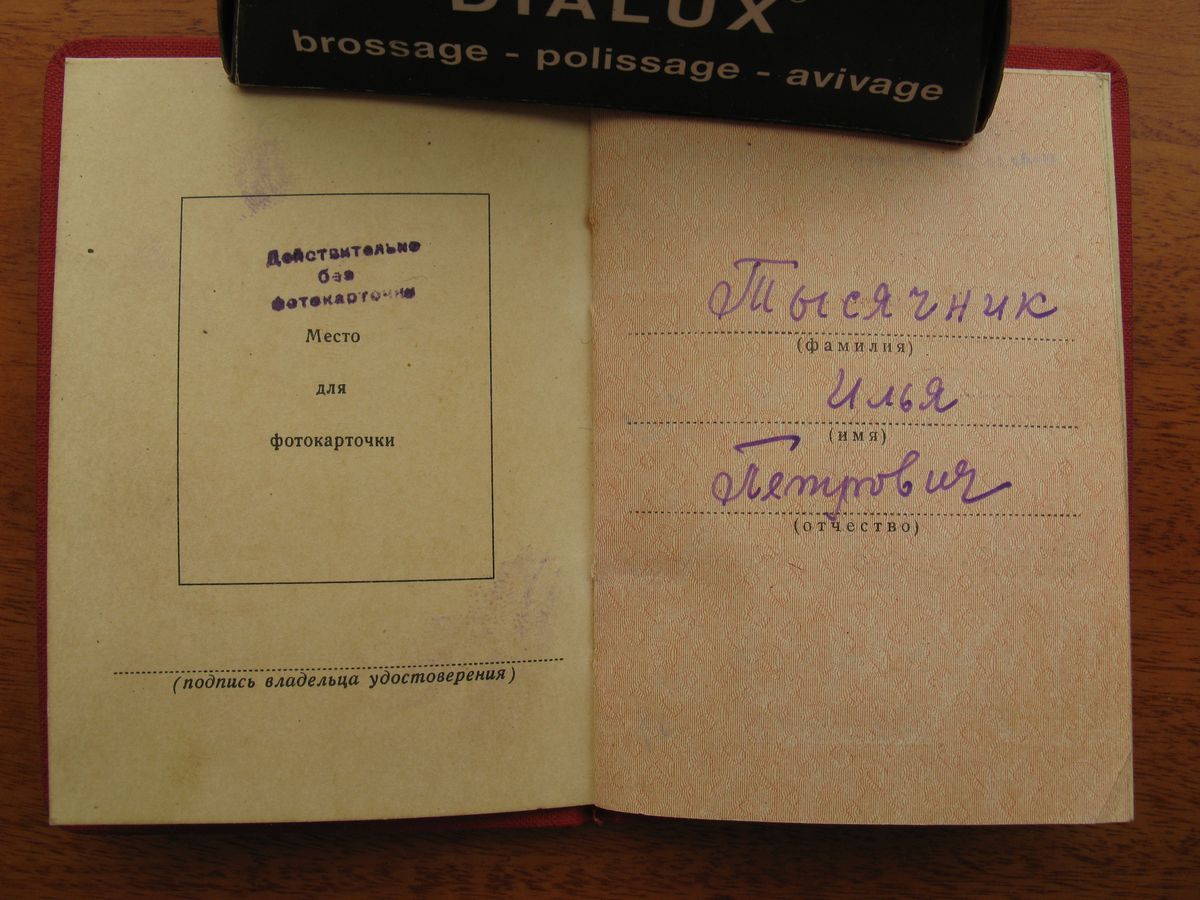 DIALUX®
brossage - polissage - avivage
Действительно
без
фотокарточки
Место
для
фотокарточки
(подпись владельца удостоверения)
Тысячник
(фамилия)
Илья
(имя)
Петрович
(отчество)